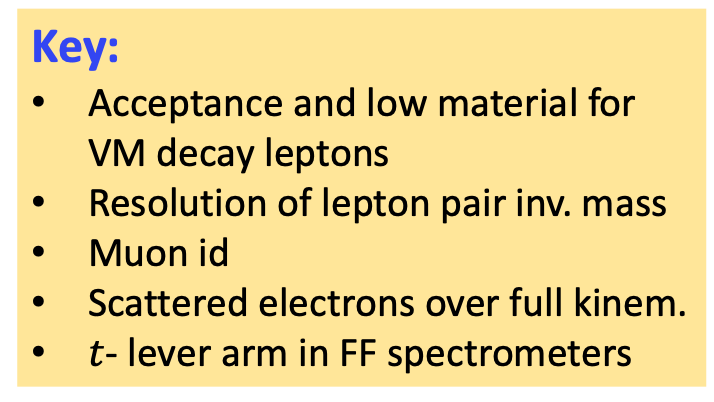 Key:
• Acceptance and low material for
VM decay leptons
• Resolution of lepton pair inv. mass
• Muon id
• Scattered electrons over full kinem.
• t- lever arm in FF spectrometers